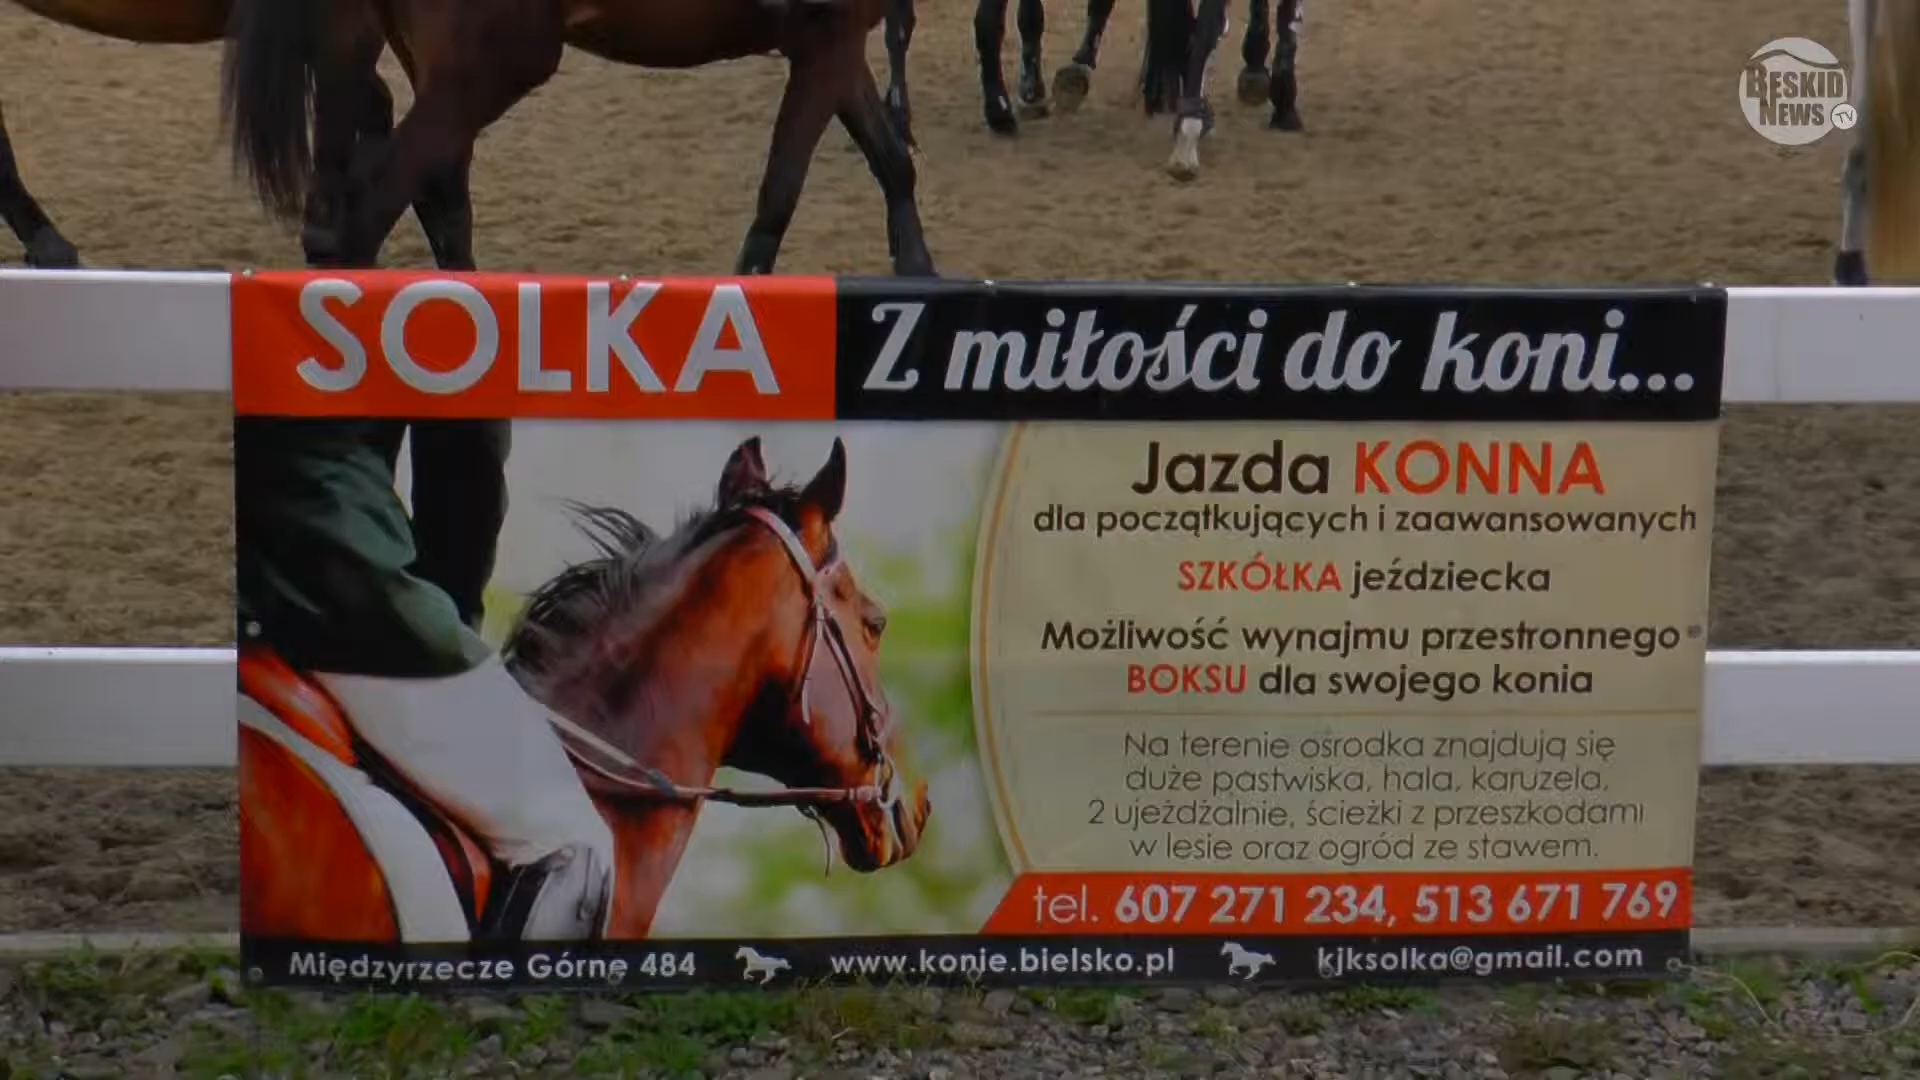 BESKID
NEWS TV
SOLKA Z miłości do koni...
Jazda KONNA
dla początkujących i zaawansowanych
SZKÓŁKA jeździecka
Możliwość wynajmu przestronnego
BOKSU dla swojego konia
Na terenie ośrodka znajdują się
duże pastwiska, hala, karuzela,
2 ujeżdżalnie, ścieżki z przeszkodami
w lesie oraz ogród ze stawem.
tel. 607 271 234, 513 671 769
Międzyrzecze Górne 484 www.konie.bielsko.pl kjksolka@gmail.com